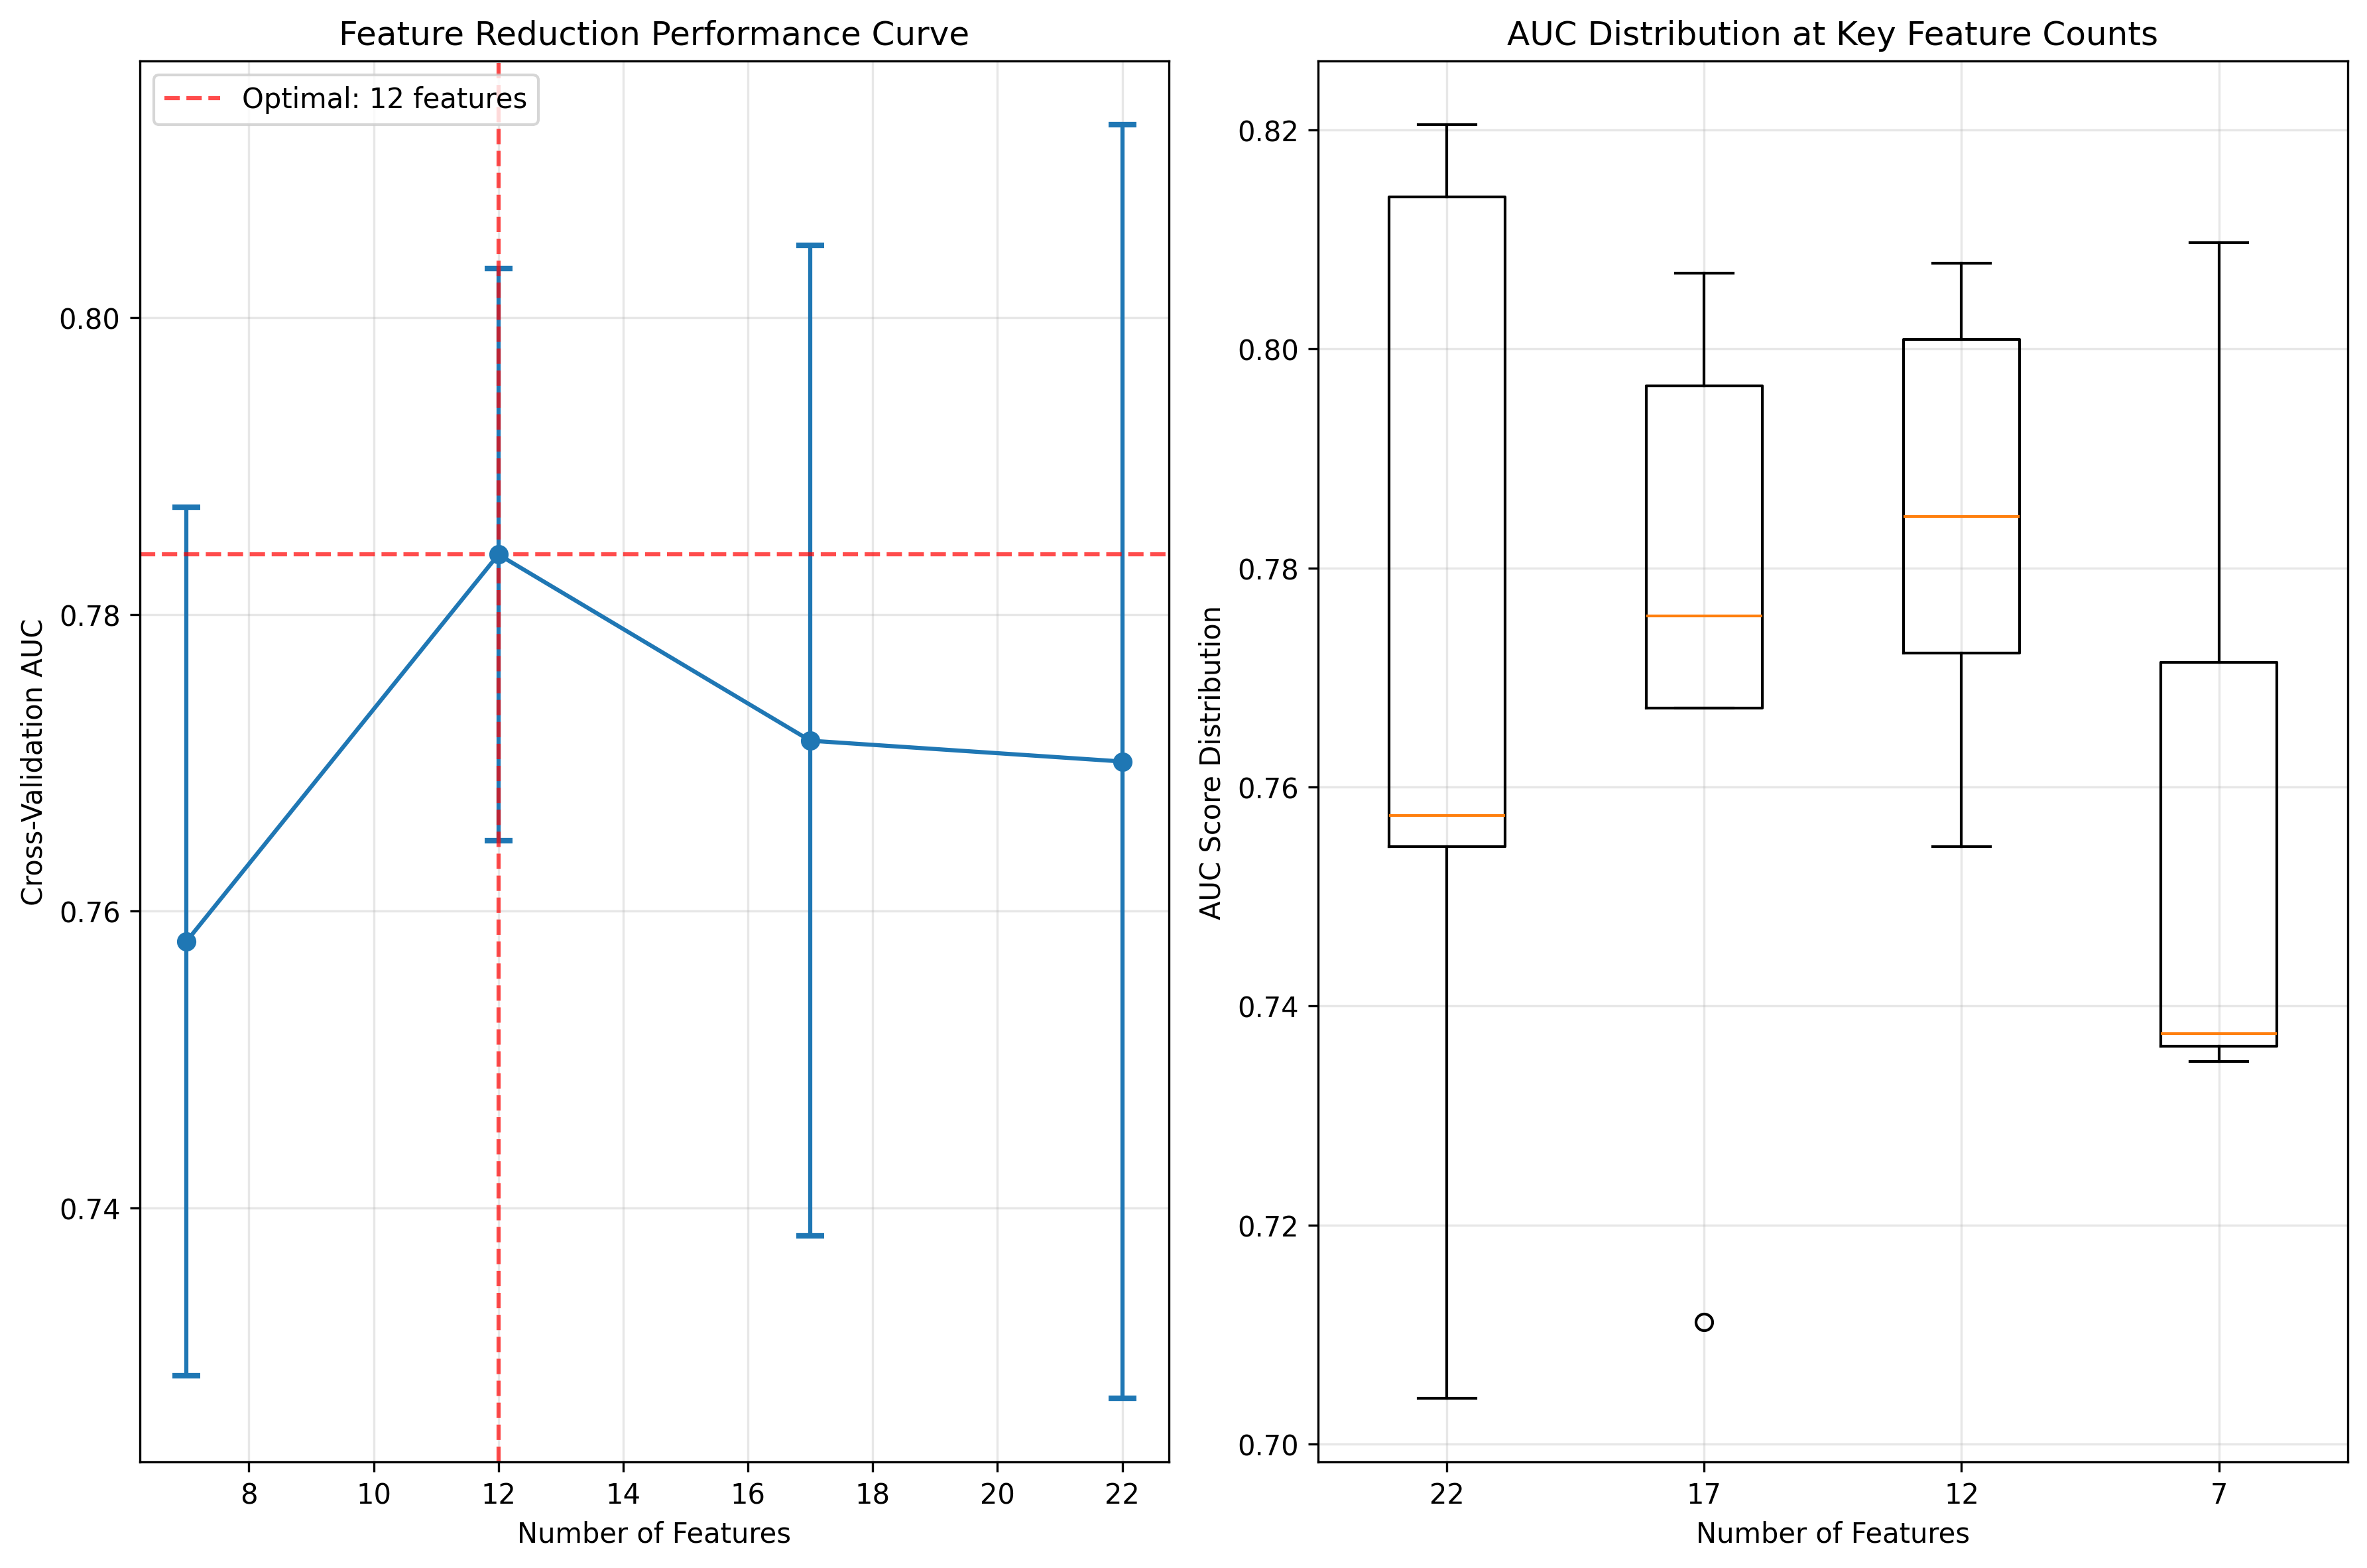 Feature Reduction Performance Curve
Optimal: 12 features
Cross-Validation AUC
0.80
0.78
0.76
0.74
8 10 12 14 16 18 20 22
Number of Features
AUC Distribution at Key Feature Counts
AUC Score Distribution
0.82
0.80
0.78
0.76
0.74
0.72
0.70
22 17 12 7
Number of Features